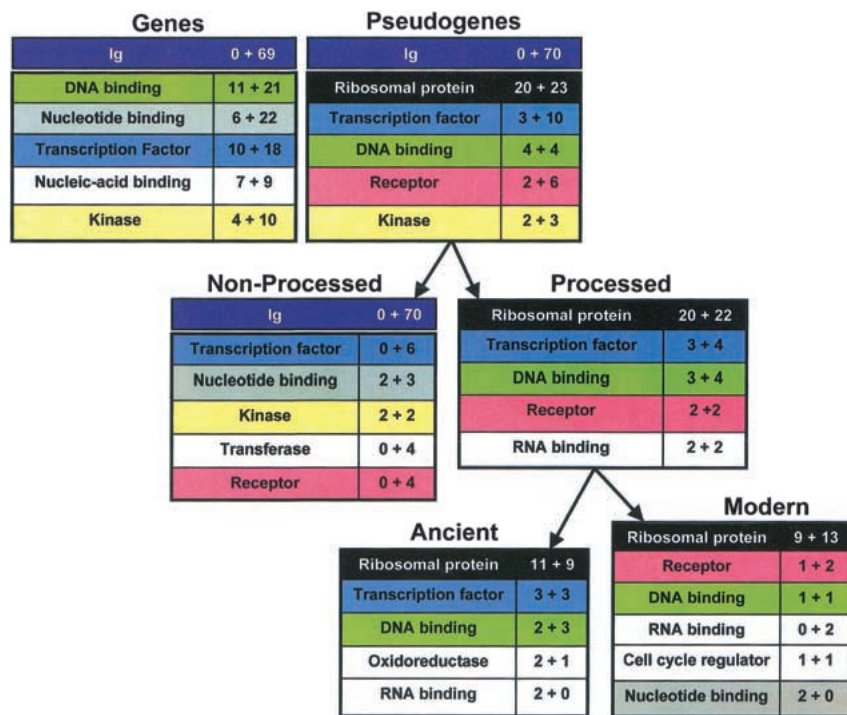 Genes
Ig 0 + 69
DNA binding 11 + 21
Nucleotide binding 6 + 22
Transcription Factor 10 + 18
Nucleic-acid binding 7 + 9
Kinase 4 + 10
Pseudogenes
Ig 0 + 70
Ribosomal protein 20 + 23
Transcription factor 3 + 10
DNA binding 4 + 4
Receptor 2 + 6
Kinase 2 + 3
Non-Processed
Ig 0 + 70
Transcription factor 0 + 6
Nucleotide binding 2 + 3
Kinase 2 + 2
Transferase 0 + 4
Receptor 0 + 4
Processed
Ribosomal protein 20 + 22
Transcription factor 3 + 4
DNA binding 3 + 4
Receptor 2 +2
RNA binding 2 + 2
Ancient
Ribosomal protein 11 + 9
Transcription factor 3 + 3
DNA binding 2 + 3
Oxidoreductase 2 + 1
RNA binding 2 + 0
Modern
Ribosomal protein 9 + 13
Receptor 1 + 2
DNA binding 1 + 1
RNA binding 0 + 2
Cell cycle regulator 1 + 1
Nucleotide binding 2 + 0